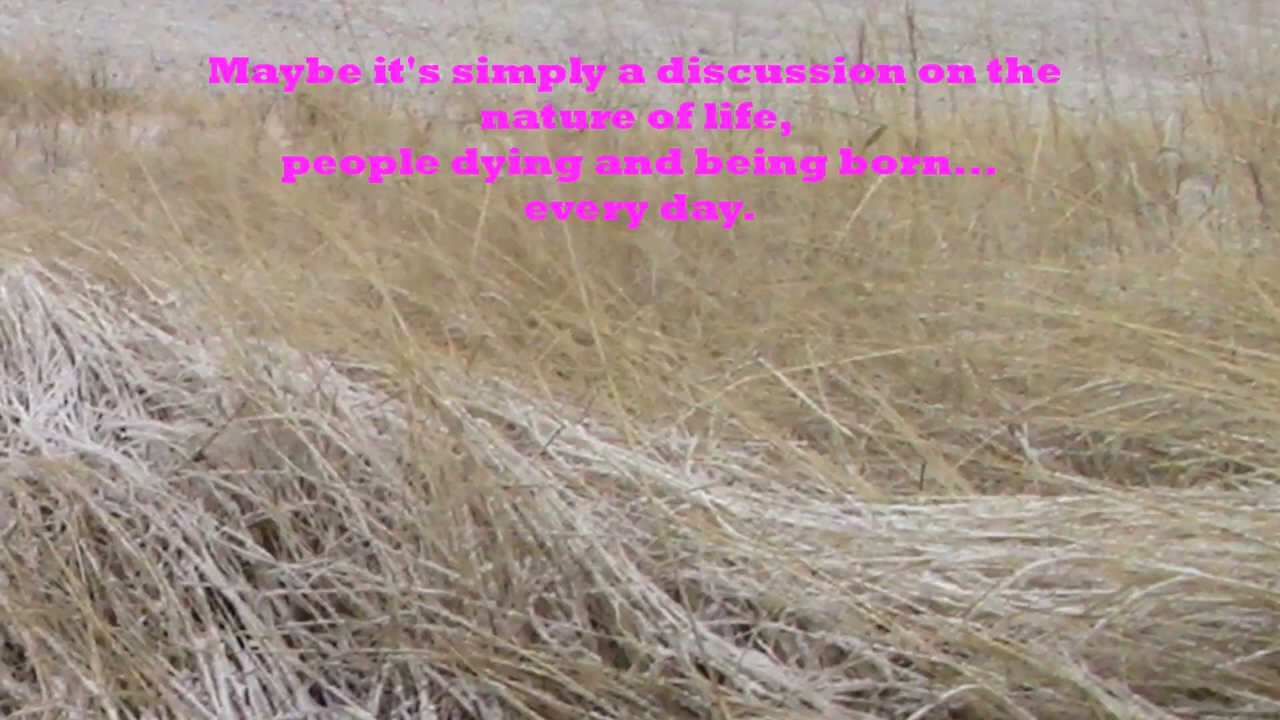 Maybe it's simply a discussion on the
nature of life,
people dying and being born...
every day.